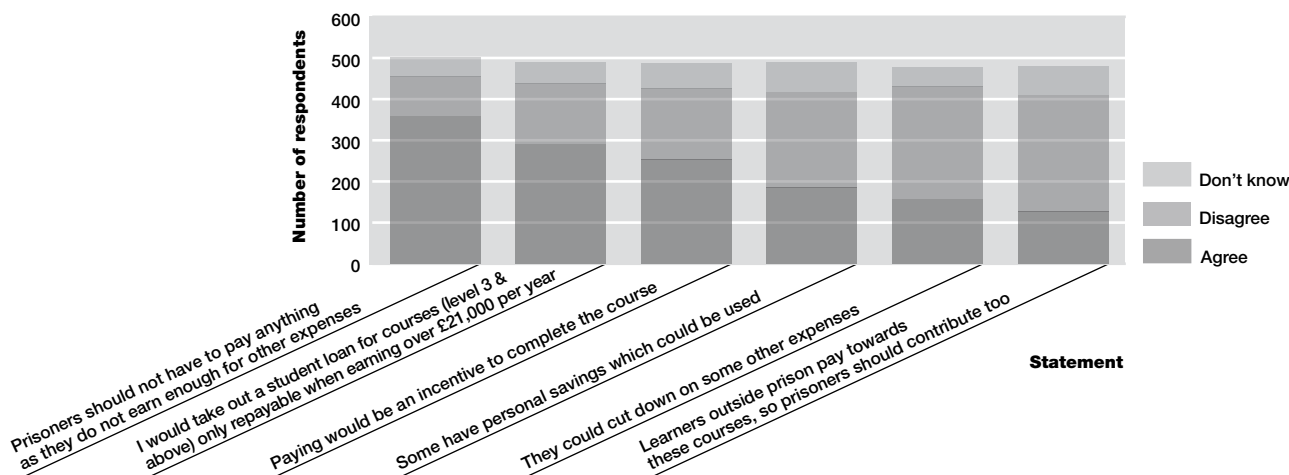 600
500
400
300
200
100
0
Number of respondents
Don't know
Disagree
Agree
Prisoners should not have to pay anything
as they do not earn enough for other expenses
I would take out a student loan for courses (level 3 &
above) only repayable when earning over £21,000 per year
Paying would be an incentive to complete the course
Some have personal savings which could be used
They could cut down on some other expenses
Learners outside prison pay towards
these courses, so prisoners should contribute too
Statement